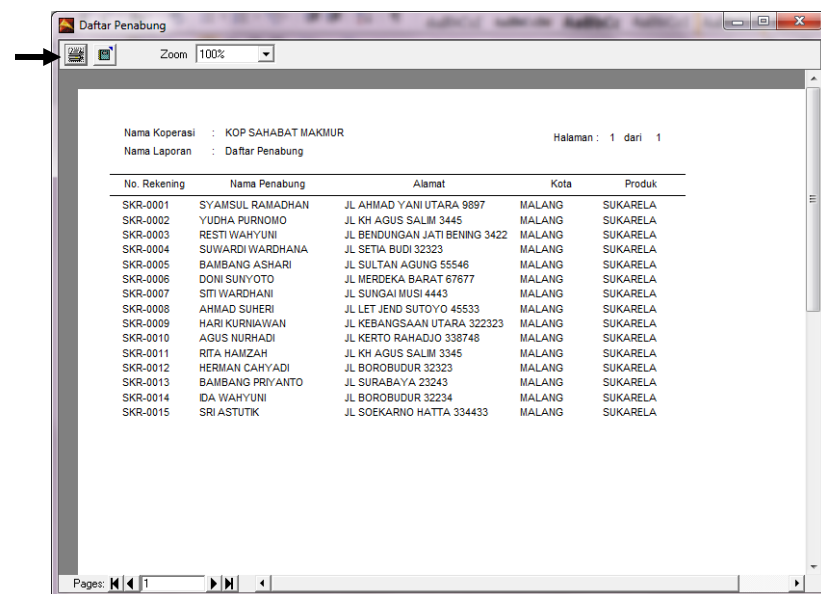 Daftar Penabung
Zoom 100%
Nama Koperasi : KOP SAHABAT MAKMUR Halaman : 1 dari 1
Nama Laporan : Daftar Penabung
No. Rekening Nama Penabung Alamat Kota Produk
SKR-0001 SYAMSUL RAMADHAN JL AHMAD YANI UTARA 9897 MALANG SUKARELA
SKR-0002 YUDHA PURNOMO JL KH AGUS SALIM 3445 MALANG SUKARELA
SKR-0003 RESTI WAHYUNI JL BENDUNGAN JATI BENING 3422 MALANG SUKARELA
SKR-0004 SUWARDI WARDHANA JL SETIA BUDI 32323 MALANG SUKARELA
SKR-0005 BAMBANG ASHARI JL SULTAN AGUNG 55546 MALANG SUKARELA
SKR-0006 DONI SUNYOTO JL MERDEKA BARAT 67677 MALANG SUKARELA
SKR-0007 SITI WARDHANI JL SUNGAI MUSI 4443 MALANG SUKARELA
SKR-0008 AHMAD SUHERI JL LET JEND SUTOYO 45533 MALANG SUKARELA
SKR-0009 HARI KURNIAWAN JL KEBANGSAAN UTARA 322323 MALANG SUKARELA
SKR-0010 AGUS NURHADI JL KERTO RAHADJO 338748 MALANG SUKARELA
SKR-0011 RITA HAMZAH JL KH AGUS SALIM 3345 MALANG SUKARELA
SKR-0012 HERMAN CAHYADI JL BOROBUDUR 32323 MALANG SUKARELA
SKR-0013 BAMBANG PRIYANTO JL SURABAYA 23243 MALANG SUKARELA
SKR-0014 IDA WAHYUNI JL BOROBUDUR 32234 MALANG SUKARELA
SKR-0015 SRI ASTUTIK JL SOEKARNO HATTA 334433 MALANG SUKARELA
Pages: 1